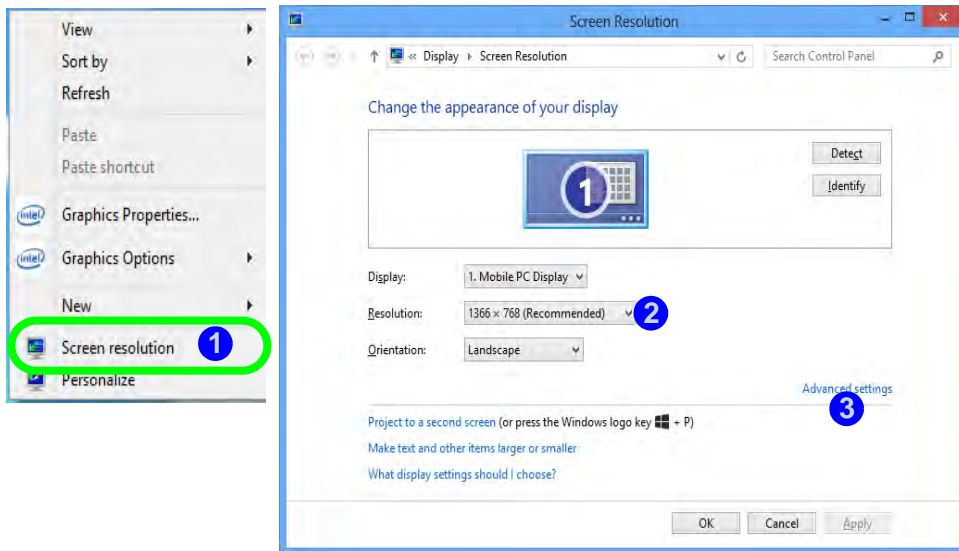 View
Sort by
Refresh
Paste
Paste shortcut
intel Graphics Properties...
intel Graphics Options
New
Screen resolution 1
Personalize
Screen Resolution
« Display Screen Resolution Search Control Panel
Change the appearance of your display
1
Detect
Identify
Display: 1. Mobile PC Display
Resolution: 1366 × 768 (Recommended) 2
Orientation: Landscape
Advanced settings
3
Project to a second screen (or press the Windows logo key + P)
Make text and other items larger or smaller
What display settings should I choose?
OK Cancel Apply